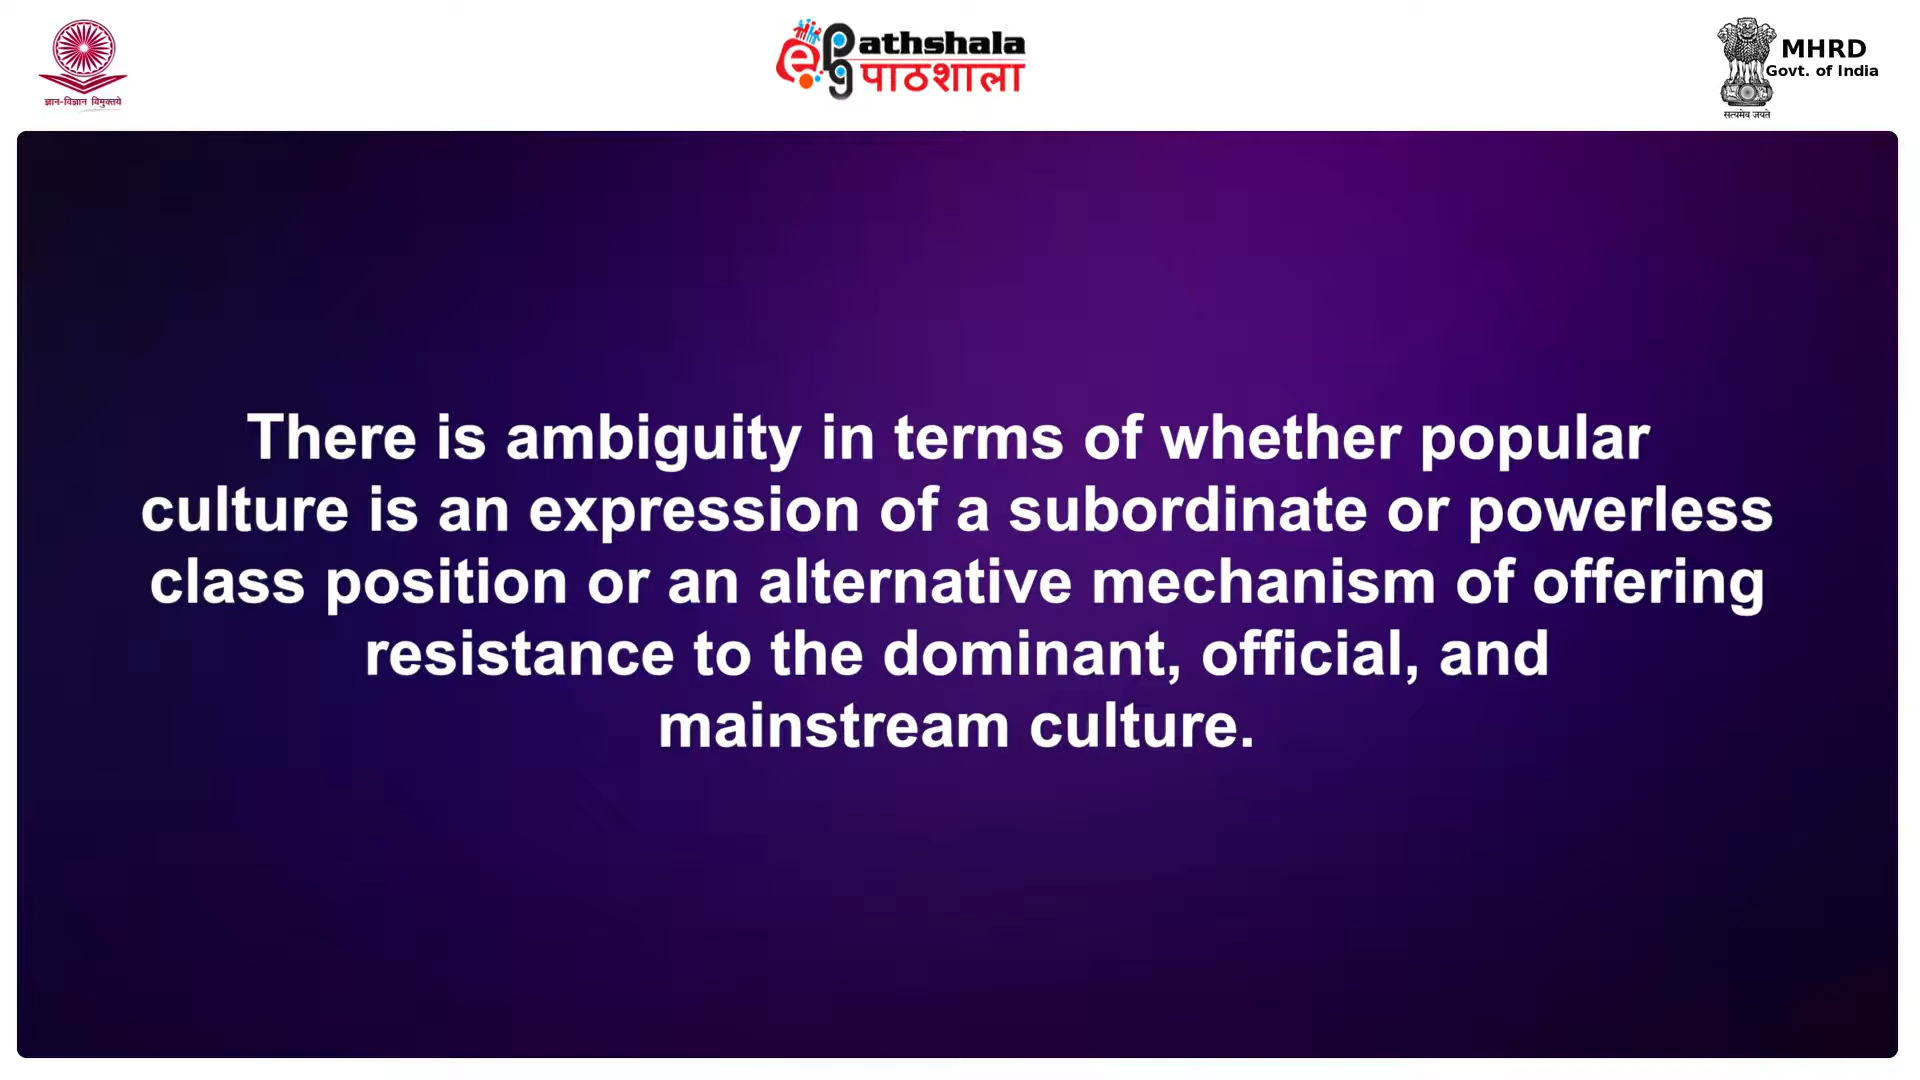 ज्ञान-विज्ञान विमुक्तये
ePG Pathshala
पाठशाला
MHRD
Govt. of India
सत्यमेव जयते
There is ambiguity in terms of whether popular
culture is an expression of a subordinate or powerless
class position or an alternative mechanism of offering
resistance to the dominant, official, and
mainstream culture.